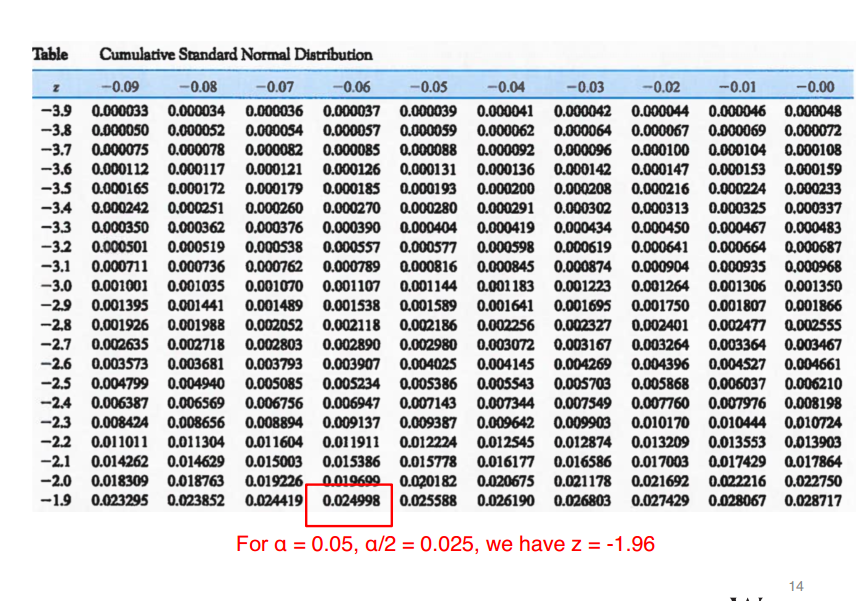 Table Cumulative Standard Normal Distribution
z −0.09 −0.08 −0.07 −0.06 −0.05 −0.04 −0.03 −0.02 −0.01 −0.00
−3.9 0.000033 0.000034 0.000036 0.000037 0.000039 0.000041 0.000042 0.000044 0.000046 0.000048
−3.8 0.000050 0.000052 0.000054 0.000057 0.000059 0.000062 0.000064 0.000067 0.000069 0.000072
−3.7 0.000075 0.000078 0.000082 0.000085 0.000088 0.000092 0.000096 0.000100 0.000104 0.000108
−3.6 0.000112 0.000117 0.000121 0.000126 0.000131 0.000136 0.000142 0.000147 0.000153 0.000159
−3.5 0.000165 0.000172 0.000179 0.000185 0.000193 0.000200 0.000208 0.000216 0.000224 0.000233
−3.4 0.000242 0.000251 0.000260 0.000270 0.000280 0.000291 0.000302 0.000313 0.000325 0.000337
−3.3 0.000350 0.000362 0.000376 0.000390 0.000404 0.000419 0.000434 0.000450 0.000467 0.000483
−3.2 0.000501 0.000519 0.000538 0.000557 0.000577 0.000598 0.000619 0.000641 0.000664 0.000687
−3.1 0.000711 0.000736 0.000762 0.000789 0.000816 0.000845 0.000874 0.000904 0.000935 0.000968
−3.0 0.001001 0.001035 0.001070 0.001107 0.001144 0.001183 0.001223 0.001264 0.001306 0.001350
−2.9 0.001395 0.001441 0.001489 0.001538 0.001589 0.001641 0.001695 0.001750 0.001807 0.001866
−2.8 0.001926 0.001988 0.002052 0.002118 0.002186 0.002256 0.002327 0.002401 0.002477 0.002555
−2.7 0.002635 0.002718 0.002803 0.002890 0.002980 0.003072 0.003167 0.003264 0.003364 0.003467
−2.6 0.003573 0.003681 0.003793 0.003907 0.004025 0.004145 0.004269 0.004396 0.004527 0.004661
−2.5 0.004799 0.004940 0.005085 0.005234 0.005386 0.005543 0.005703 0.005868 0.006037 0.006210
−2.4 0.006387 0.006569 0.006756 0.006947 0.007143 0.007344 0.007549 0.007760 0.007976 0.008198
−2.3 0.008424 0.008656 0.008894 0.009137 0.009387 0.009642 0.009903 0.010170 0.010444 0.010724
−2.2 0.011011 0.011304 0.011604 0.011911 0.012224 0.012545 0.012874 0.013209 0.013553 0.013903
−2.1 0.014262 0.014629 0.015003 0.015386 0.015778 0.016177 0.016586 0.017003 0.017429 0.017864
−2.0 0.018309 0.018763 0.019226 0.019699 0.020182 0.020675 0.021178 0.021692 0.022216 0.022750
−1.9 0.023295 0.023852 0.024419 0.024998 0.025588 0.026190 0.026803 0.027429 0.028067 0.028717
For α = 0.05, α/2 = 0.025, we have z = -1.96
14